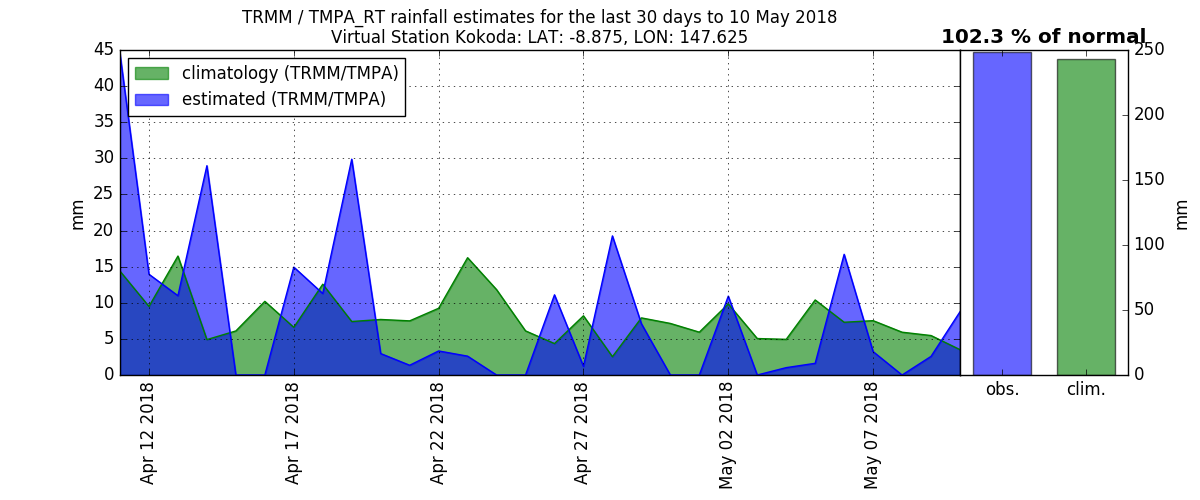 TRMM / TMPA_RT rainfall estimates for the last 30 days to 10 May 2018
Virtual Station Kokoda: LAT: -8.875, LON: 147.625
102.3 % of normal
climatology (TRMM/TMPA)
estimated (TRMM/TMPA)
45
40
35
30
25
20
15
10
5
0
mm
Apr 12 2018
Apr 17 2018
Apr 22 2018
Apr 27 2018
May 02 2018
May 07 2018
obs.
clim.
250
200
150
100
50
0
mm